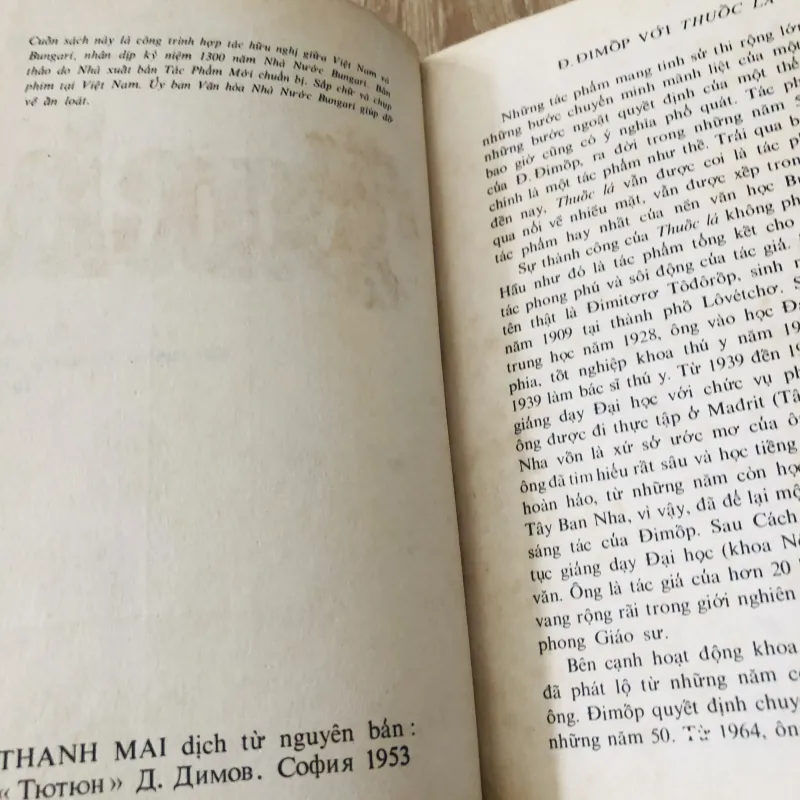 Cuốn sách này là công trình hợp tác hữu nghị giữa Việt Nam và
Bungari, nhân dịp kỷ niệm 1300 năm Nhà Nước Bungari. Bản
thảo do Nhà xuất bản Tác Phẩm Mới chuẩn bị. Sắp chữ và chụp
phim tại Việt Nam. Ủy ban Văn hóa Nhà Nước Bungari giúp đỡ
về ấn loát.
THANH MAI dịch từ nguyên bản :
« Тютюн » Д. Димов. София 1953
Đ. ĐIMỐP VỚI THUỐC LÁ
Những tác phẩm mang tính sử thi rộng lớn
những bước chuyển mình mãnh liệt của một
những bước ngoặt quyết định của một thế
bao giờ cũng có ý nghĩa phổ quát. Tác ph
của Đ. Đimốp, ra đời trong những năm
chính là một tác phẩm như thế. Trải qua b
đến nay, Thuốc lá vẫn được coi là tác p
qua nổi về nhiều mặt, vẫn được xếp tron
tác phẩm hay nhất của nền văn học B
Sự thành công của Thuốc lá không ph
Hầu như đó là tác phẩm tổng kết cho
tác phong phú và sôi động của tác giả.
tên thật là Đimitơrơ Tôđôrốp, sinh n
năm 1909 tại thành phố Lôvétchơ. S
trung học năm 1928, ông vào học Đạ
phia, tốt nghiệp khoa thú y năm 19
1939 làm bác sĩ thú y. Từ 1939 đến 19
giảng dạy Đại học với chức vụ ph
ông được đi thực tập ở Mađrit (Tâ
Nha vốn là xứ sở ước mơ của ô
ông đã tìm hiểu rất sâu và học tiếng
hoàn hảo, từ những năm còn học
Tây Ban Nha, vì vậy, đã để lại mộ
sáng tác của Đimốp. Sau Cách
tục giảng dạy Đại học (khoa Nô
văn. Ông là tác giả của hơn 20
vang rộng rãi trong giới nghiên
phong Giáo sư.
Bên cạnh hoạt động khoa
đã phát lộ từ những năm cò
ông. Đimốp quyết định chuy
những năm 50. Từ 1964, ôn